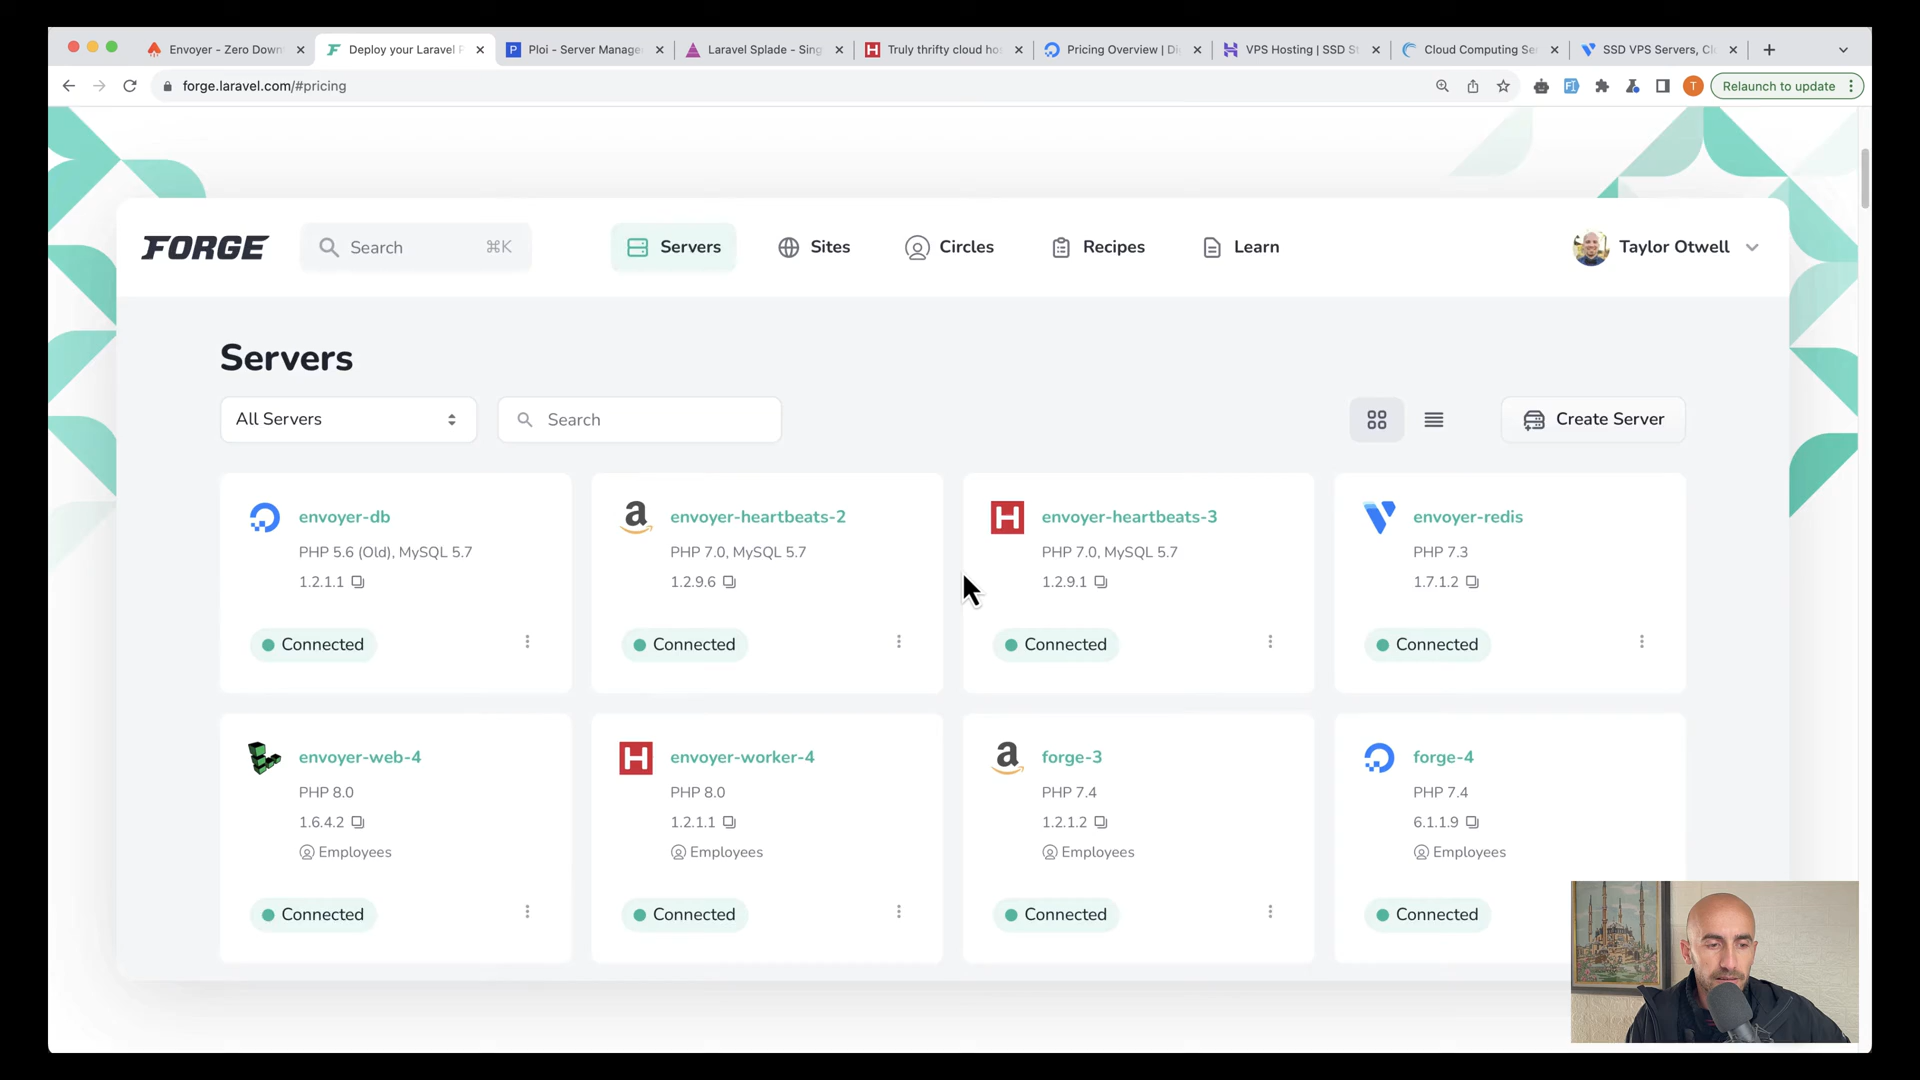 Envoyer - Zero Down
Deploy your Laravel P
Ploi - Server Manage
Laravel Splade - Sing
Truly thrifty cloud ho
Pricing Overview | Di
VPS Hosting | SSD S
Cloud Computing Se
SSD VPS Servers, Cl
forge.laravel.com/#pricing
T
Relaunch to update
FORGE
Search ⌘K
Servers
Sites
Circles
Recipes
Learn
Taylor Otwell
Servers
All Servers
Search
Create Server
envoyer-db
PHP 5.6 (Old), MySQL 5.7
1.2.1.1
Connected
envoyer-heartbeats-2
PHP 7.0, MySQL 5.7
1.2.9.6
Connected
envoyer-heartbeats-3
PHP 7.0, MySQL 5.7
1.2.9.1
Connected
envoyer-redis
PHP 7.3
1.7.1.2
Connected
envoyer-web-4
PHP 8.0
1.6.4.2
Employees
Connected
envoyer-worker-4
PHP 8.0
1.2.1.1
Employees
Connected
forge-3
PHP 7.4
1.2.1.2
Employees
Connected
forge-4
PHP 7.4
6.1.1.9
Employees
Connected